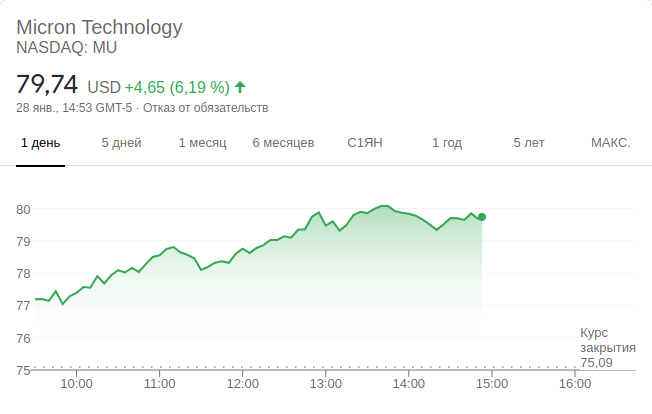 Micron Technology
NASDAQ: MU
79,74 USD +4,65 (6,19 %)
28 янв., 14:53 GMT-5 · Отказ от обязательств
1 день 5 дней 1 месяц 6 месяцев С1ЯН 1 год 5 лет МАКС.
80
79
78
77
76
Курс
закрытия
75,09
75
10:00 11:00 12:00 13:00 14:00 15:00 16:00